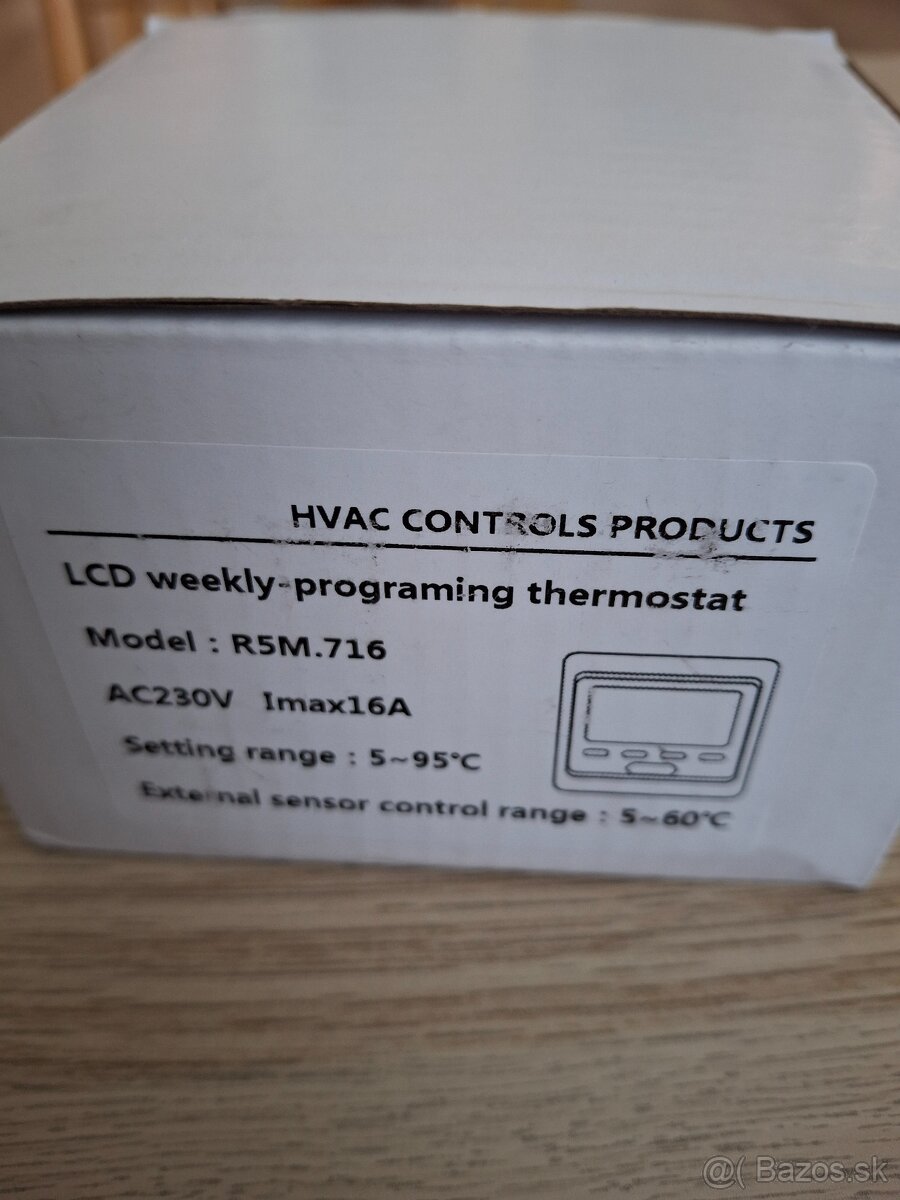 HVAC CONTROLS PRODUCTS
LCD weekly-programing thermostat
Model : R5M.716
AC230V Imax16A
Setting range : 5~95℃
External sensor control range : 5~60℃
@( Bazos.sk